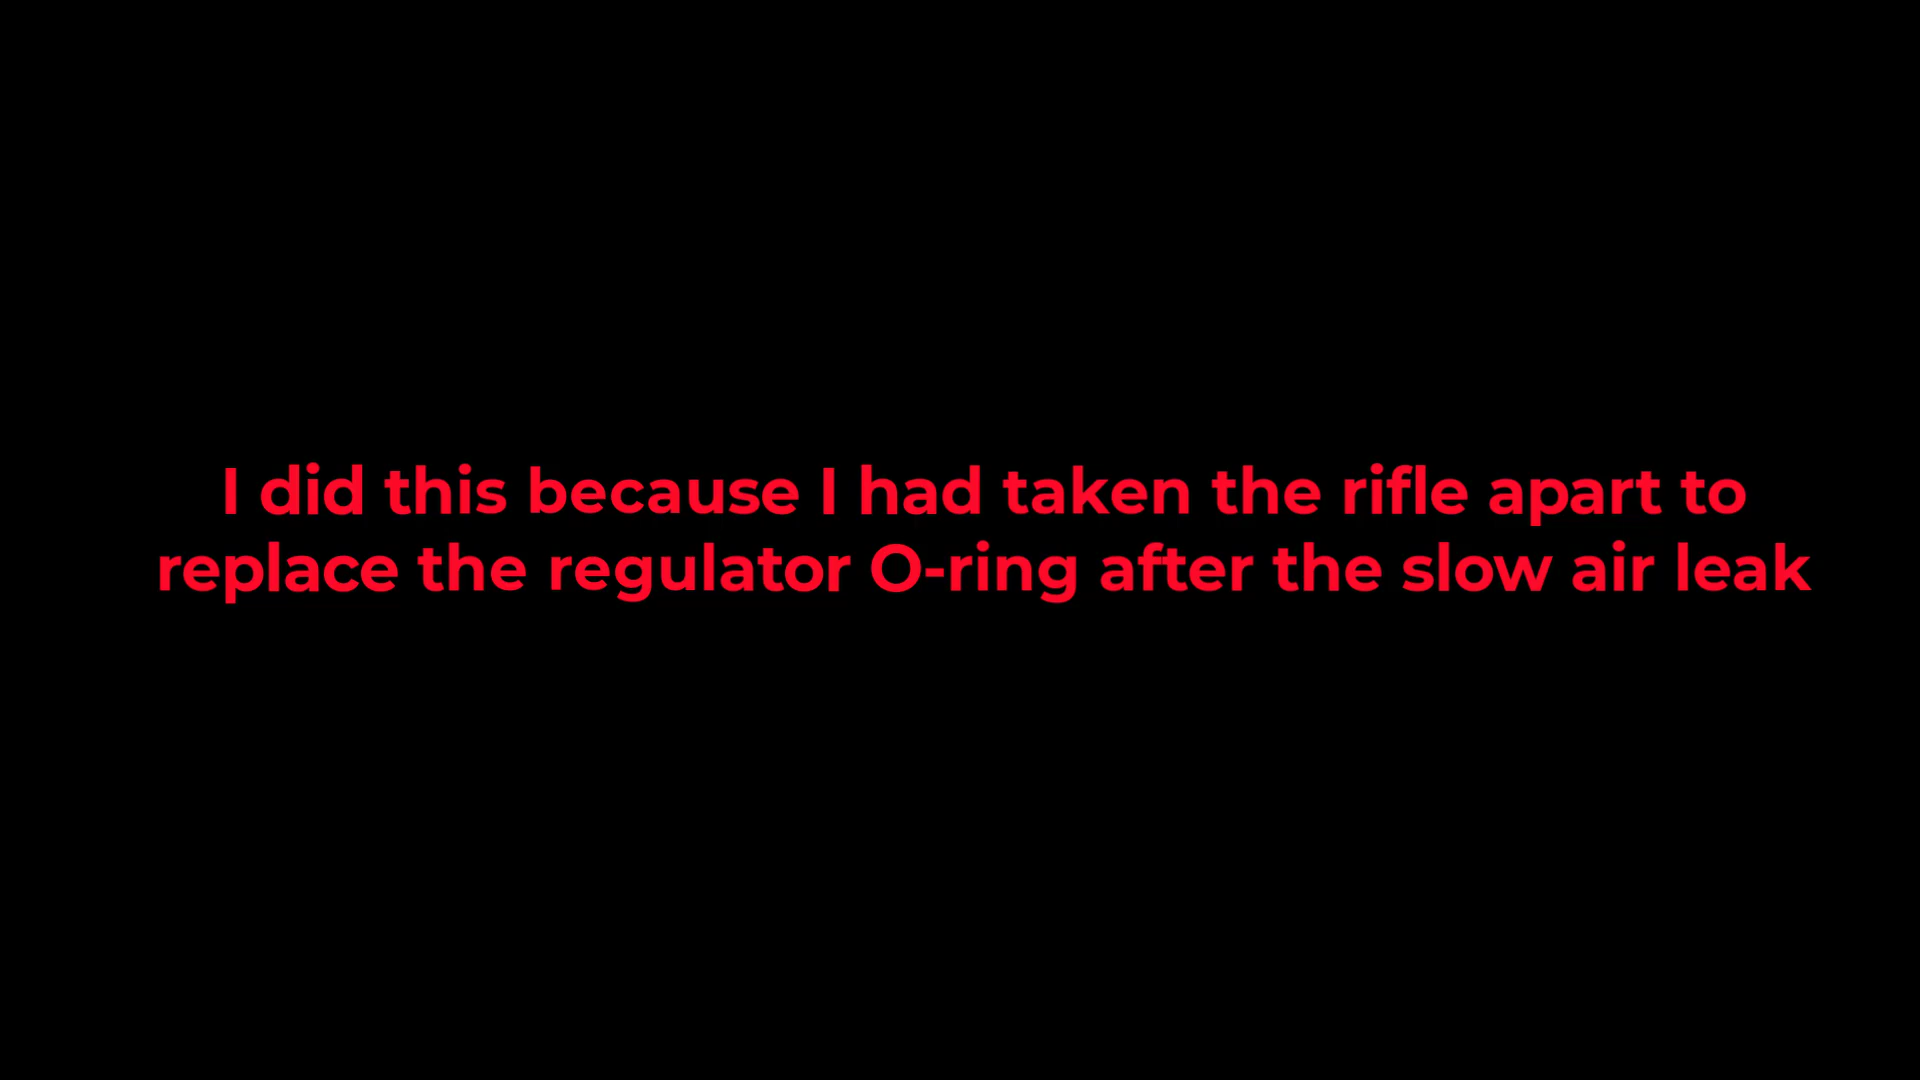 I did this because I had taken the rifle apart to
replace the regulator O-ring after the slow air leak